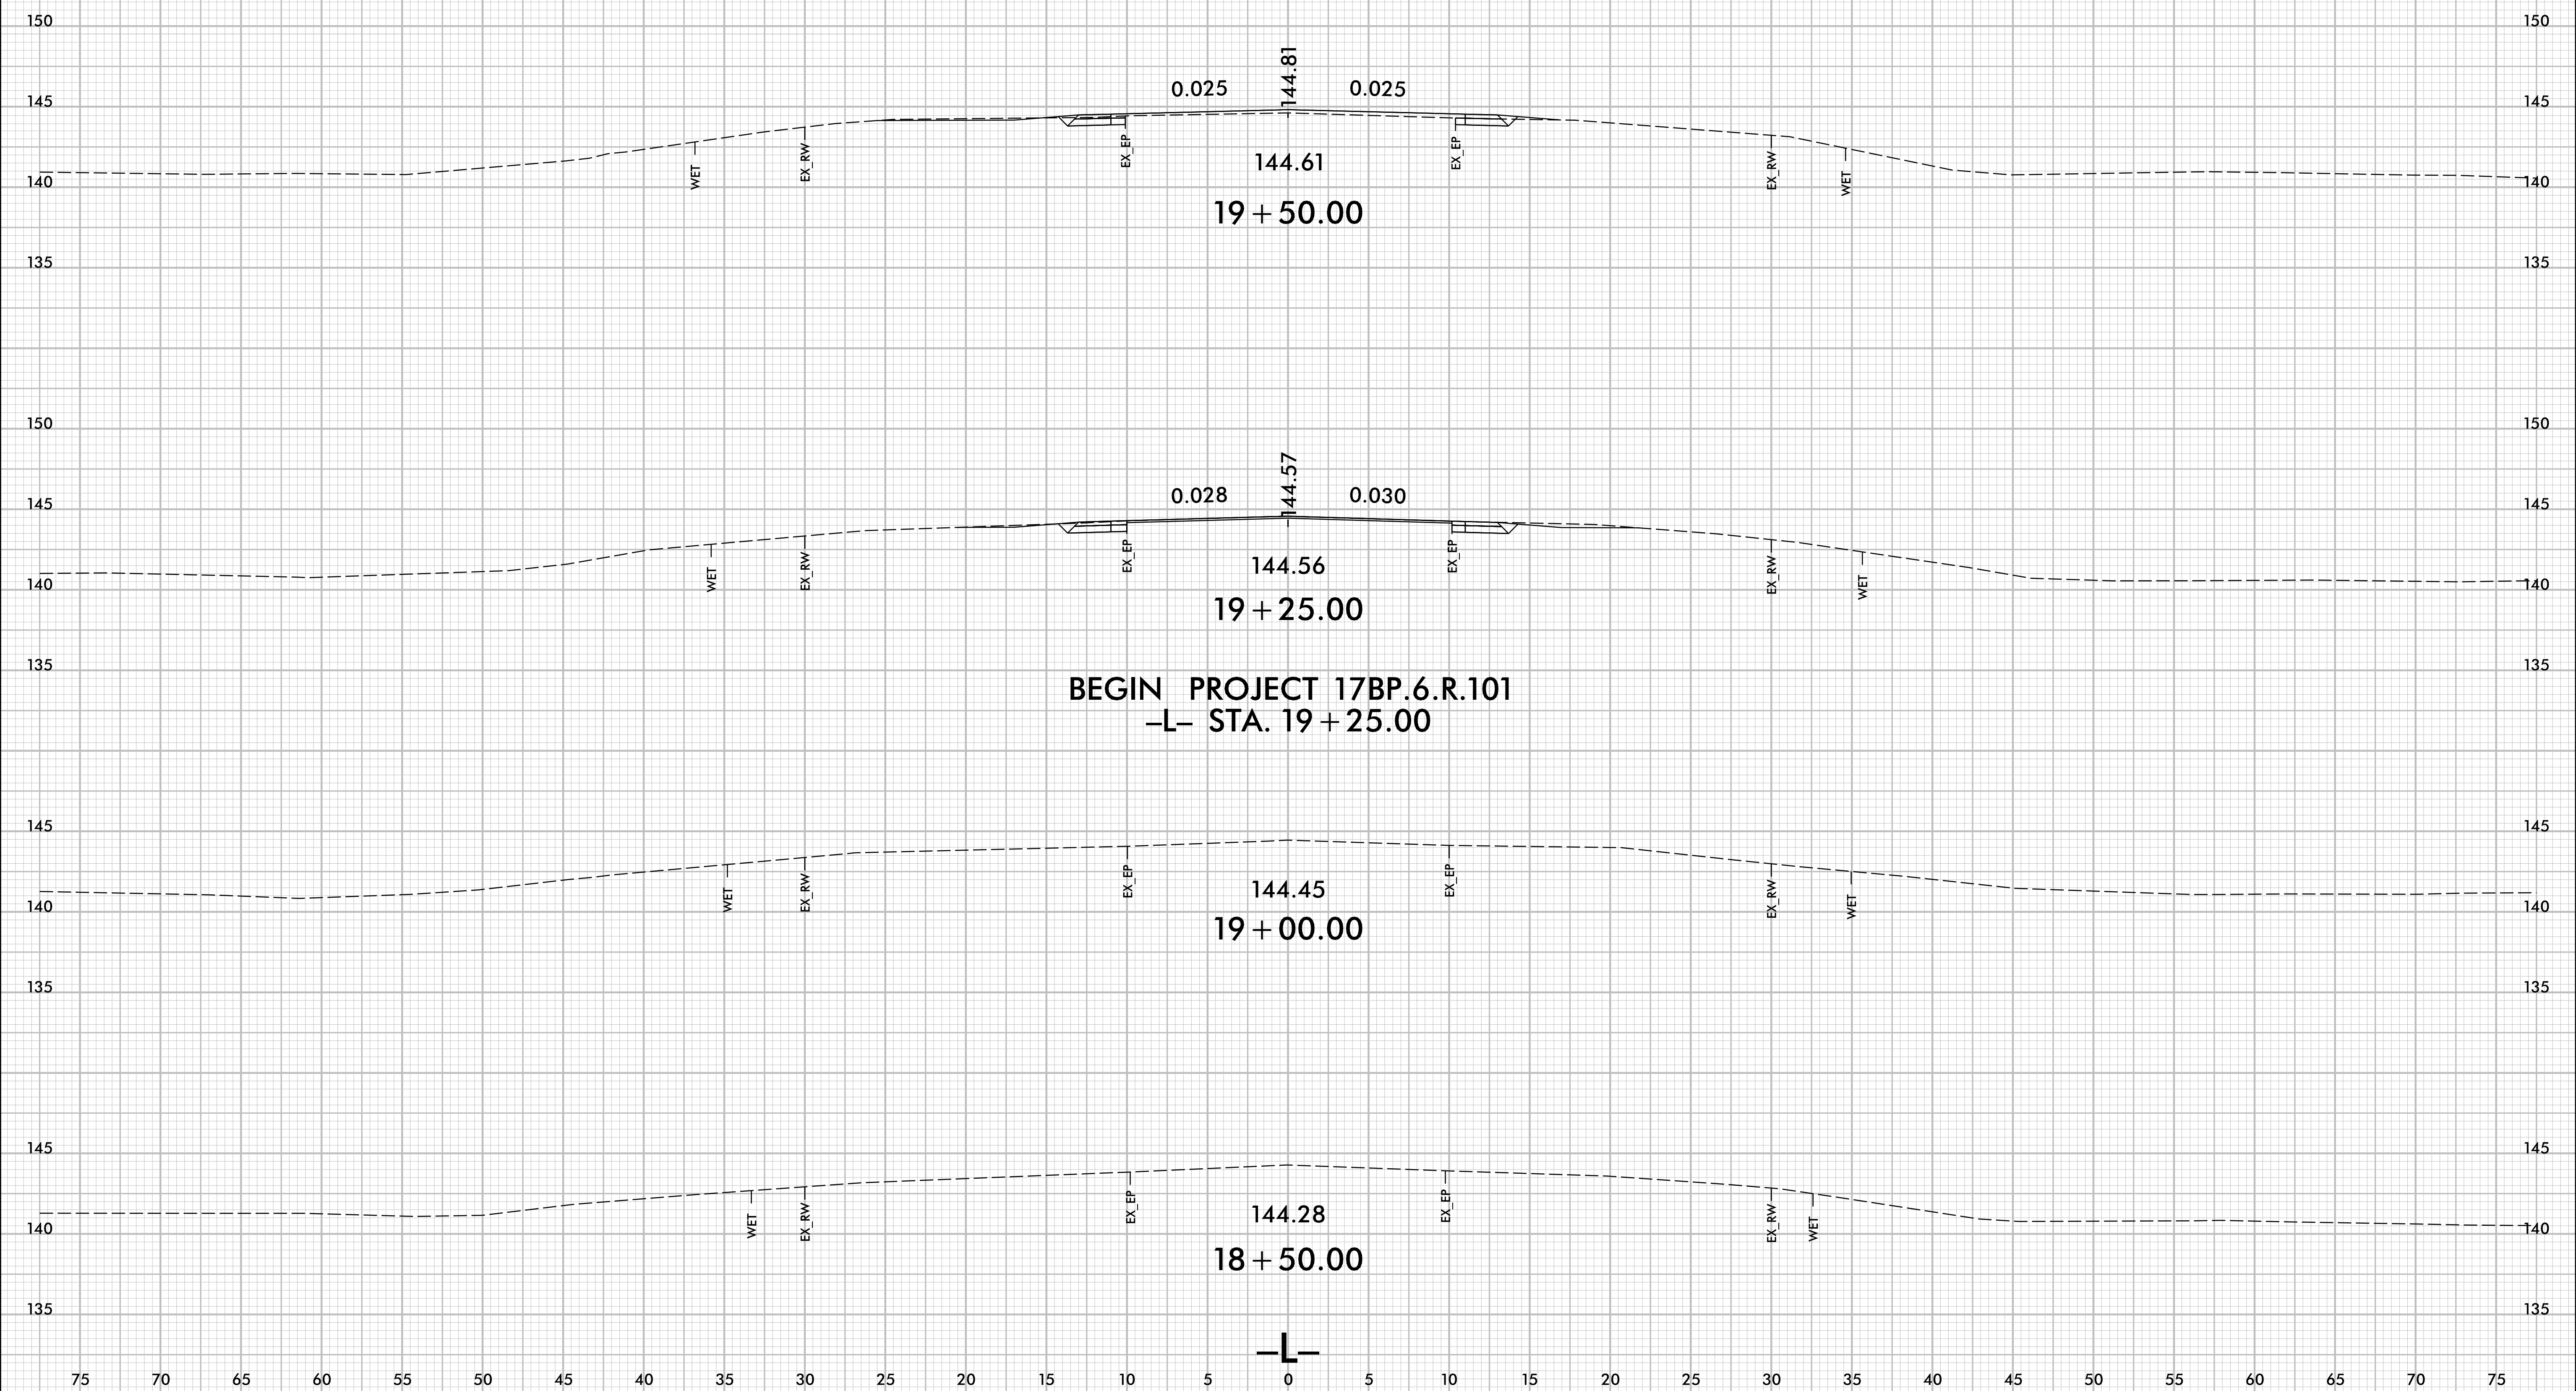 150 150
144.81
0.025 0.025
145 145
EX_EP EX_EP
WET EX_RW 144.61 EX_RW WET
140 140
19+50.00
135 135
150 150
144.57
0.028 0.030
145 145
EX_EP EX_EP
WET EX_RW 144.56 EX_RW WET
140 140
19+25.00
135 135
BEGIN PROJECT 17BP.6.R.101
–L– STA. 19+25.00
145 145
WET EX_RW EX_EP 144.45 EX_EP EX_RW WET
140 140
19+00.00
135 135
145 145
WET EX_RW EX_EP 144.28 EX_EP EX_RW WET
140 140
18+50.00
135 135
–L–
75 70 65 60 55 50 45 40 35 30 25 20 15 10 5 0 5 10 15 20 25 30 35 40 45 50 55 60 65 70 75